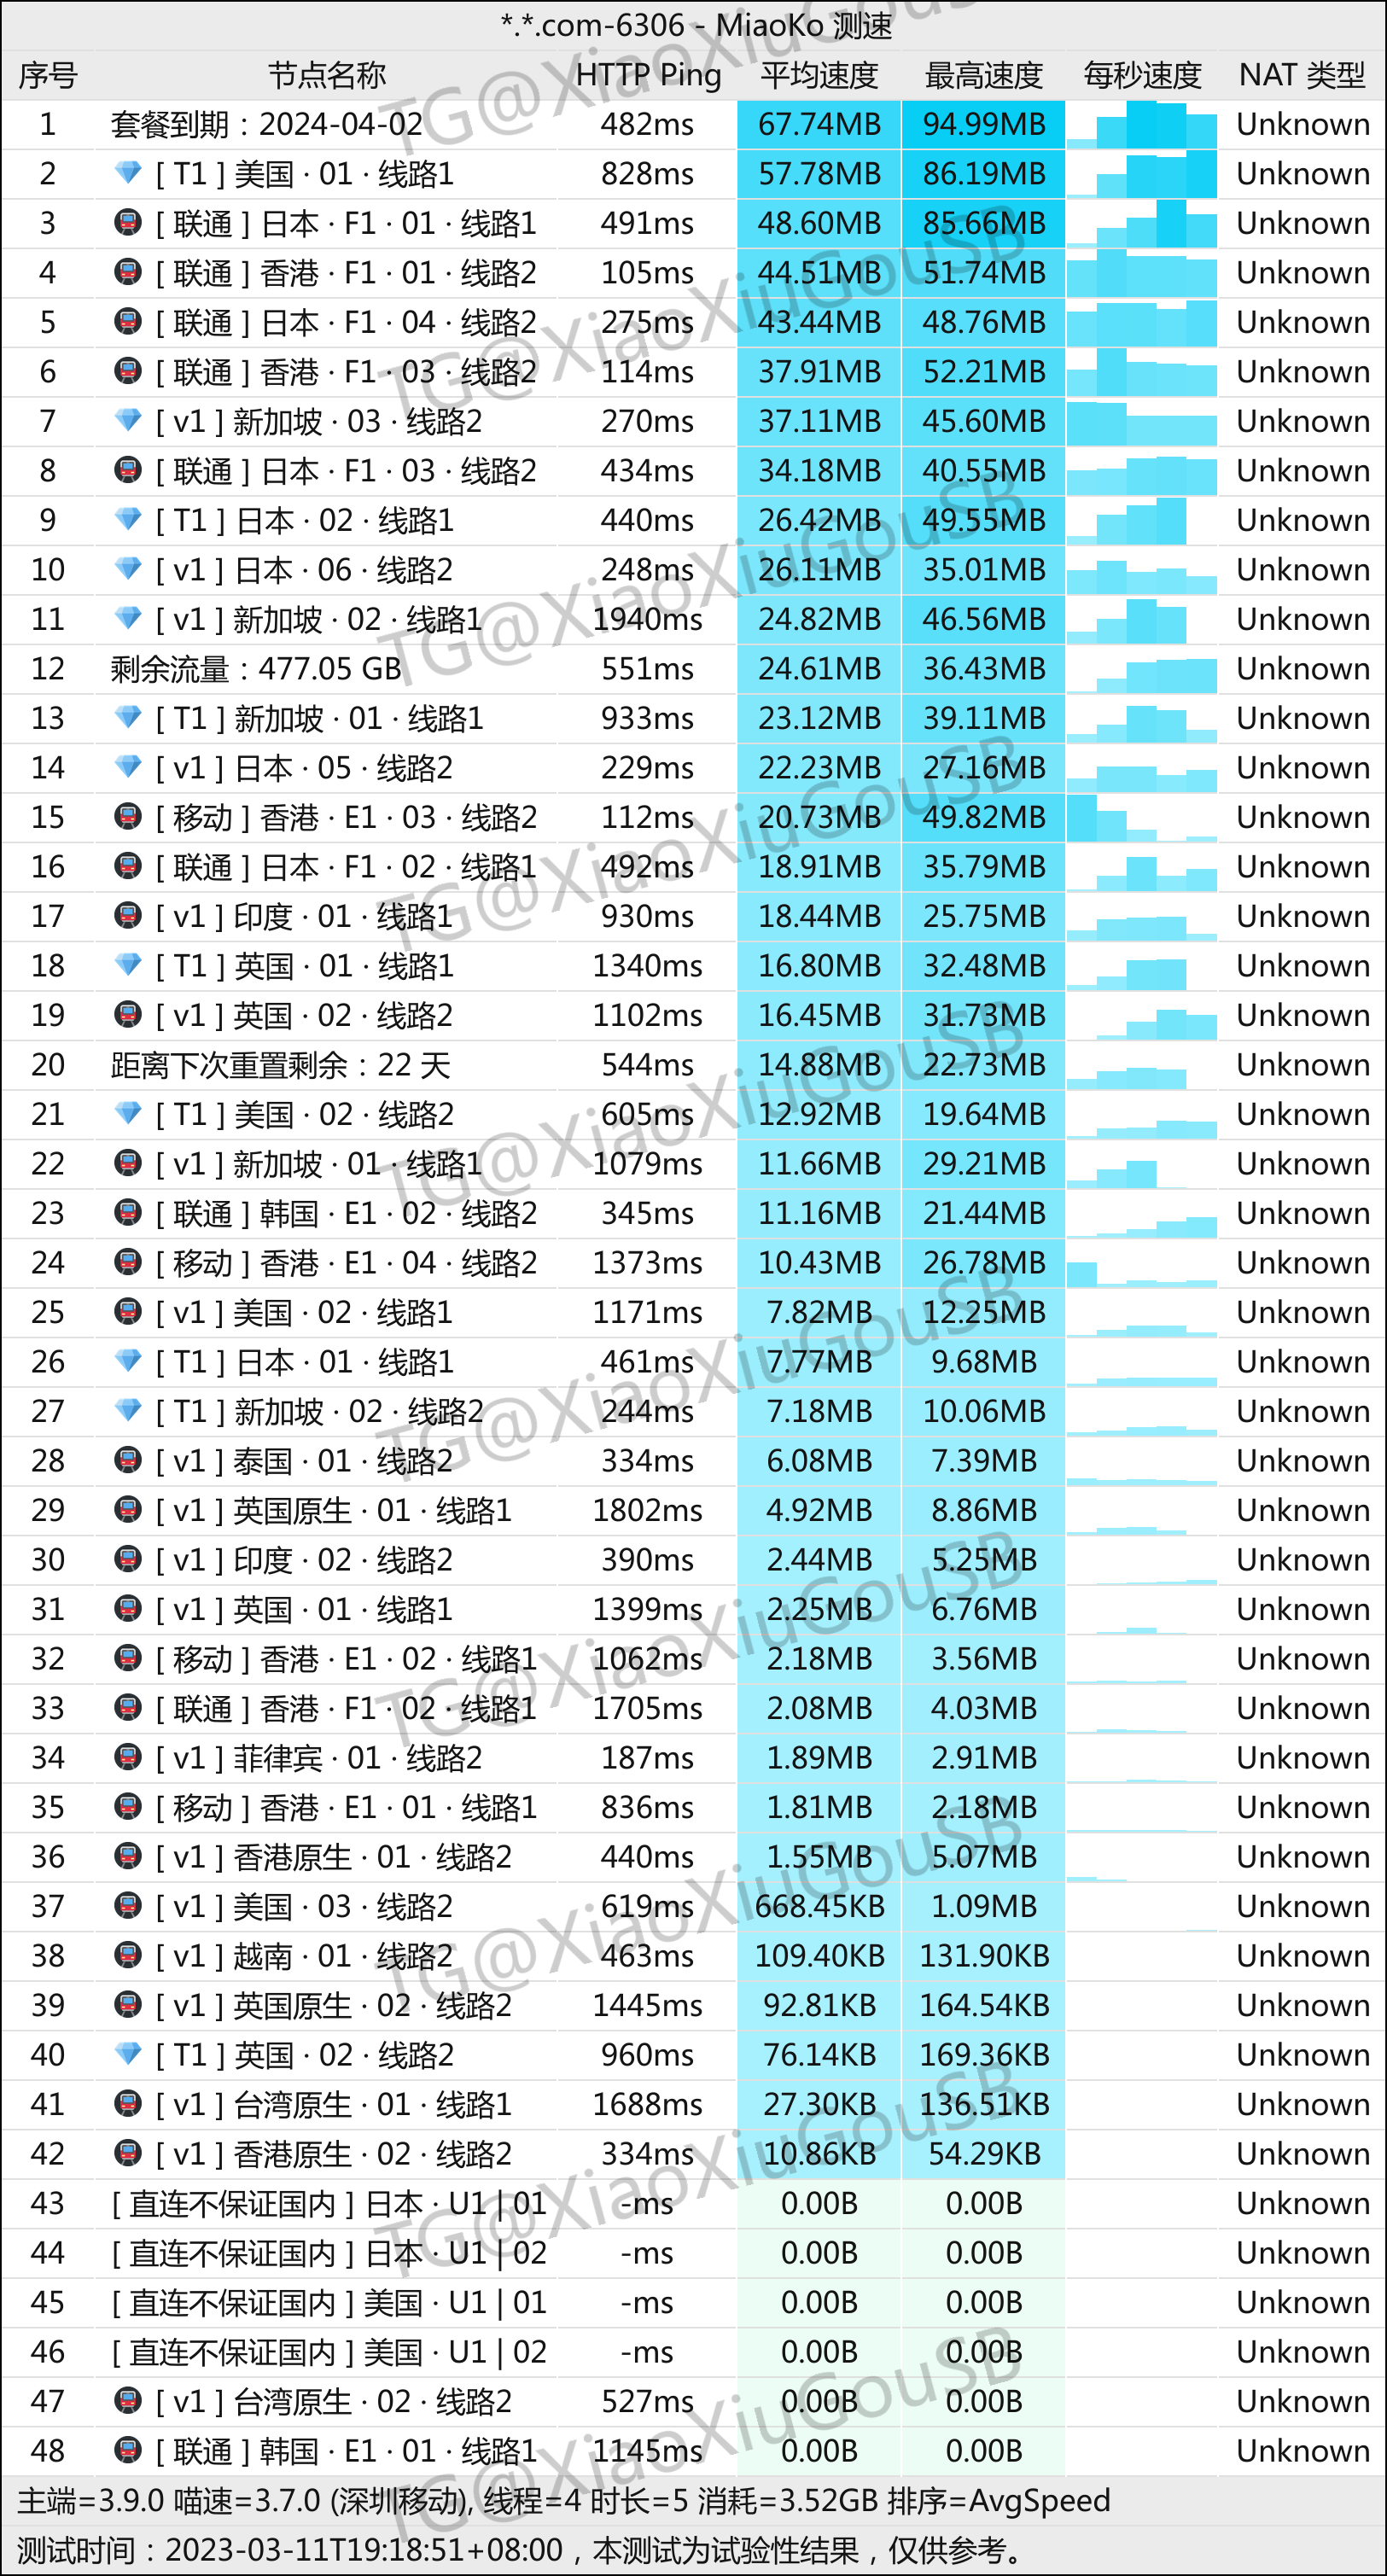 *.*.com-6306 - MiaoKo 测速
序号 节点名称 HTTP Ping 平均速度 最高速度 每秒速度 NAT 类型
1 套餐到期：2024-04-02 482ms 67.74MB 94.99MB Unknown
2 [ T1 ] 美国 · 01 · 线路1 828ms 57.78MB 86.19MB Unknown
3 [ 联通 ] 日本 · F1 · 01 · 线路1 491ms 48.60MB 85.66MB Unknown
4 [ 联通 ] 香港 · F1 · 01 · 线路2 105ms 44.51MB 51.74MB Unknown
5 [ 联通 ] 日本 · F1 · 04 · 线路2 275ms 43.44MB 48.76MB Unknown
6 [ 联通 ] 香港 · F1 · 03 · 线路2 114ms 37.91MB 52.21MB Unknown
7 [ v1 ] 新加坡 · 03 · 线路2 270ms 37.11MB 45.60MB Unknown
8 [ 联通 ] 日本 · F1 · 03 · 线路2 434ms 34.18MB 40.55MB Unknown
9 [ T1 ] 日本 · 02 · 线路1 440ms 26.42MB 49.55MB Unknown
10 [ v1 ] 日本 · 06 · 线路2 248ms 26.11MB 35.01MB Unknown
11 [ v1 ] 新加坡 · 02 · 线路1 1940ms 24.82MB 46.56MB Unknown
12 剩余流量：477.05 GB 551ms 24.61MB 36.43MB Unknown
13 [ T1 ] 新加坡 · 01 · 线路1 933ms 23.12MB 39.11MB Unknown
14 [ v1 ] 日本 · 05 · 线路2 229ms 22.23MB 27.16MB Unknown
15 [ 移动 ] 香港 · E1 · 03 · 线路2 112ms 20.73MB 49.82MB Unknown
16 [ 联通 ] 日本 · F1 · 02 · 线路1 492ms 18.91MB 35.79MB Unknown
17 [ v1 ] 印度 · 01 · 线路1 930ms 18.44MB 25.75MB Unknown
18 [ T1 ] 英国 · 01 · 线路1 1340ms 16.80MB 32.48MB Unknown
19 [ v1 ] 英国 · 02 · 线路2 1102ms 16.45MB 31.73MB Unknown
20 距离下次重置剩余：22 天 544ms 14.88MB 22.73MB Unknown
21 [ T1 ] 美国 · 02 · 线路2 605ms 12.92MB 19.64MB Unknown
22 [ v1 ] 新加坡 · 01 · 线路1 1079ms 11.66MB 29.21MB Unknown
23 [ 联通 ] 韩国 · E1 · 02 · 线路2 345ms 11.16MB 21.44MB Unknown
24 [ 移动 ] 香港 · E1 · 04 · 线路2 1373ms 10.43MB 26.78MB Unknown
25 [ v1 ] 美国 · 02 · 线路1 1171ms 7.82MB 12.25MB Unknown
26 [ T1 ] 日本 · 01 · 线路1 461ms 7.77MB 9.68MB Unknown
27 [ T1 ] 新加坡 · 02 · 线路2 244ms 7.18MB 10.06MB Unknown
28 [ v1 ] 泰国 · 01 · 线路2 334ms 6.08MB 7.39MB Unknown
29 [ v1 ] 英国原生 · 01 · 线路1 1802ms 4.92MB 8.86MB Unknown
30 [ v1 ] 印度 · 02 · 线路2 390ms 2.44MB 5.25MB Unknown
31 [ v1 ] 英国 · 01 · 线路1 1399ms 2.25MB 6.76MB Unknown
32 [ 移动 ] 香港 · E1 · 02 · 线路1 1062ms 2.18MB 3.56MB Unknown
33 [ 联通 ] 香港 · F1 · 02 · 线路1 1705ms 2.08MB 4.03MB Unknown
34 [ v1 ] 菲律宾 · 01 · 线路2 187ms 1.89MB 2.91MB Unknown
35 [ 移动 ] 香港 · E1 · 01 · 线路1 836ms 1.81MB 2.18MB Unknown
36 [ v1 ] 香港原生 · 01 · 线路2 440ms 1.55MB 5.07MB Unknown
37 [ v1 ] 美国 · 03 · 线路2 619ms 668.45KB 1.09MB Unknown
38 [ v1 ] 越南 · 01 · 线路2 463ms 109.40KB 131.90KB Unknown
39 [ v1 ] 英国原生 · 02 · 线路2 1445ms 92.81KB 164.54KB Unknown
40 [ T1 ] 英国 · 02 · 线路2 960ms 76.14KB 169.36KB Unknown
41 [ v1 ] 台湾原生 · 01 · 线路1 1688ms 27.30KB 136.51KB Unknown
42 [ v1 ] 香港原生 · 02 · 线路2 334ms 10.86KB 54.29KB Unknown
43 [ 直连不保证国内 ] 日本 · U1 | 01 -ms 0.00B 0.00B Unknown
44 [ 直连不保证国内 ] 日本 · U1 | 02 -ms 0.00B 0.00B Unknown
45 [ 直连不保证国内 ] 美国 · U1 | 01 -ms 0.00B 0.00B Unknown
46 [ 直连不保证国内 ] 美国 · U1 | 02 -ms 0.00B 0.00B Unknown
47 [ v1 ] 台湾原生 · 02 · 线路2 527ms 0.00B 0.00B Unknown
48 [ 联通 ] 韩国 · E1 · 01 · 线路1 1145ms 0.00B 0.00B Unknown
主端=3.9.0 喵速=3.7.0 (深圳移动), 线程=4 时长=5 消耗=3.52GB 排序=AvgSpeed
测试时间：2023-03-11T19:18:51+08:00，本测试为试验性结果，仅供参考。
TG@XiaoXiuGouSB
TG@XiaoXiuGouSB
TG@XiaoXiuGouSB
TG@XiaoXiuGouSB
TG@XiaoXiuGouSB
TG@XiaoXiuGouSB
TG@XiaoXiuGouSB
TG@XiaoXiuGouSB
TG@XiaoXiuGouSB
TG@XiaoXiuGouSB